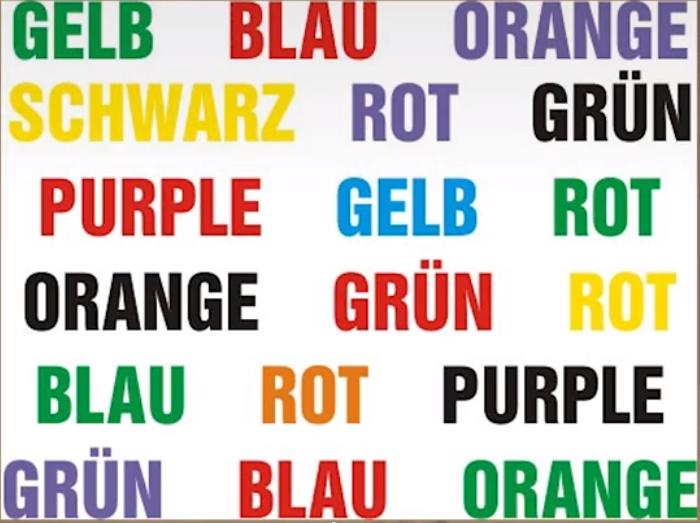 GELB BLAU ORANGE
SCHWARZ ROT GRÜN
PURPLE GELB ROT
ORANGE GRÜN ROT
BLAU ROT PURPLE
GRÜN BLAU ORANGE